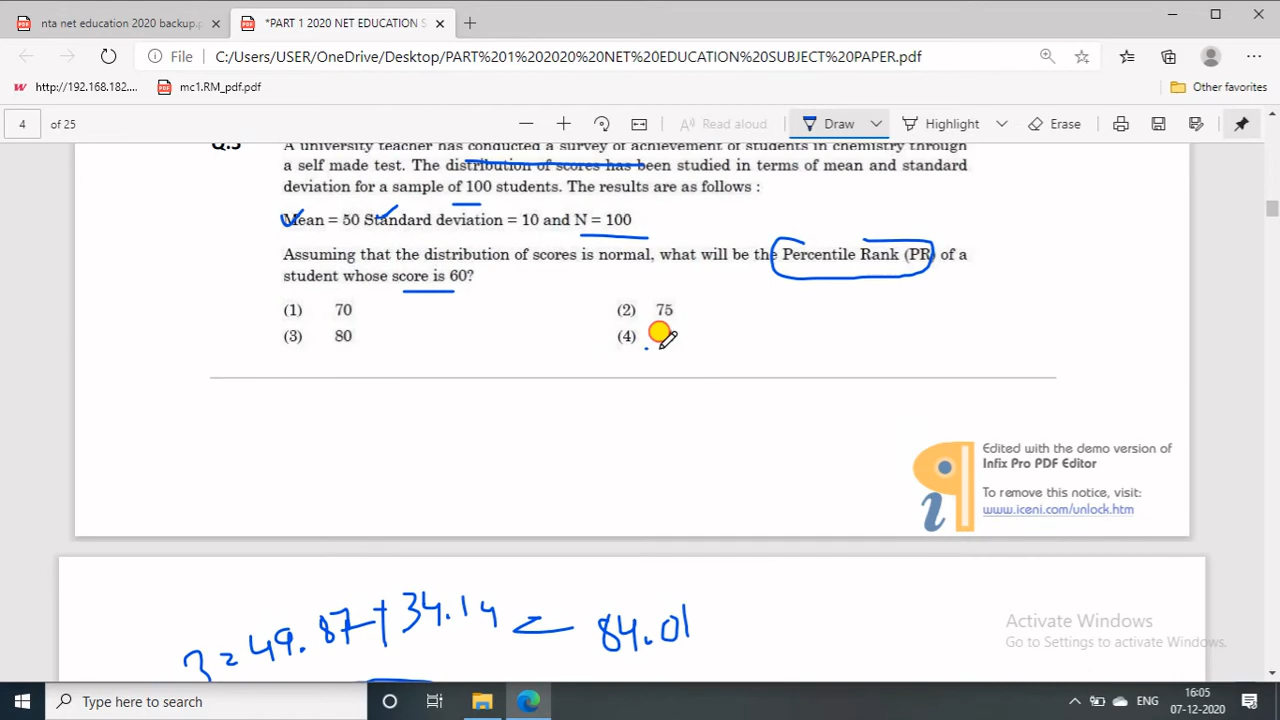 nta net education 2020 backup.p
*PART 1 2020 NET EDUCATION S
File C:/Users/USER/OneDrive/Desktop/PART%201%202020%20NET%20EDUCATION%20SUBJECT%20PAPER.pdf
http://192.168.182.... mc1.RM_pdf.pdf Other favorites
4 of 25 Read aloud Draw Highlight Erase
Q.3 A university teacher has conducted a survey of achievement of students in chemistry through
a self made test. The distribution of scores has been studied in terms of mean and standard
deviation for a sample of 100 students. The results are as follows :
Mean = 50 Standard deviation = 10 and N = 100
Assuming that the distribution of scores is normal, what will be the Percentile Rank (PR) of a
student whose score is 60?
(1) 70 (2) 75
(3) 80 (4)
Edited with the demo version of
Infix Pro PDF Editor
To remove this notice, visit:
www.iceni.com/unlock.htm
= 49.87 + 34.14 = 84.01
Activate Windows
Go to Settings to activate Windows.
Type here to search
ENG
16:05
07-12-2020